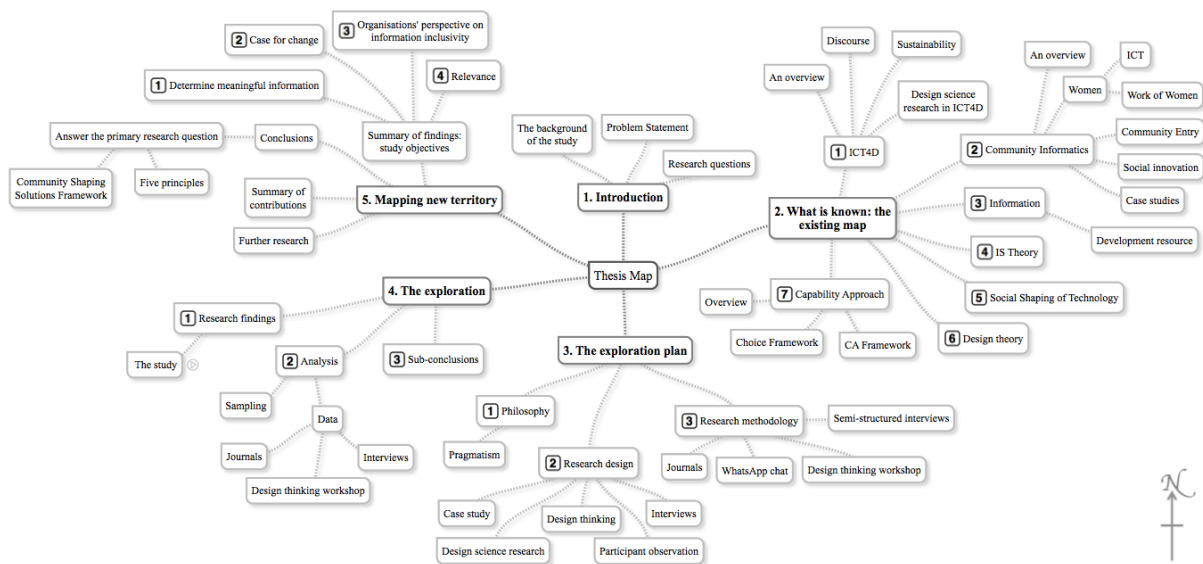 Thesis Map
1. Introduction
The background
of the study
Problem Statement
Research questions
2. What is known: the
existing map
1 ICT4D
An overview
Discourse
Sustainability
Design science
research in ICT4D
2 Community Informatics
An overview
Women
ICT
Work of Women
Community Entry
Social innovation
Case studies
3 Information
Development resource
4 IS Theory
5 Social Shaping of Technology
6 Design theory
7 Capability Approach
Overview
Choice Framework
CA Framework
3. The exploration plan
1 Philosophy
Pragmatism
2 Research design
Case study
Design science research
Design thinking
Participant observation
Interviews
3 Research methodology
Journals
WhatsApp chat
Design thinking workshop
Semi-structured interviews
4. The exploration
1 Research findings
The study
2 Analysis
Sampling
Data
Journals
Design thinking workshop
Interviews
3 Sub-conclusions
5. Mapping new territory
Summary of findings:
study objectives
1 Determine meaningful information
2 Case for change
3 Organisations' perspective on
information inclusivity
4 Relevance
Conclusions
Answer the primary research question
Community Shaping
Solutions Framework
Five principles
Summary of
contributions
Further research
N